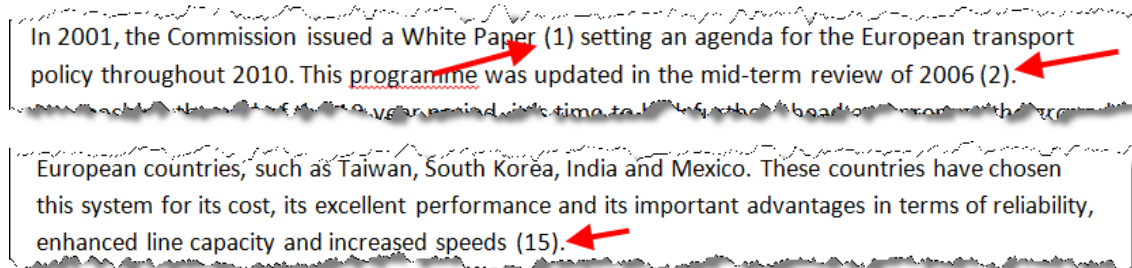 In 2001, the Commission issued a White Paper (1) setting an agenda for the European transport
policy throughout 2010. This programme was updated in the mid-term review of 2006 (2).
European countries, such as Taiwan, South Korea, India and Mexico. These countries have chosen
this system for its cost, its excellent performance and its important advantages in terms of reliability,
enhanced line capacity and increased speeds (15).